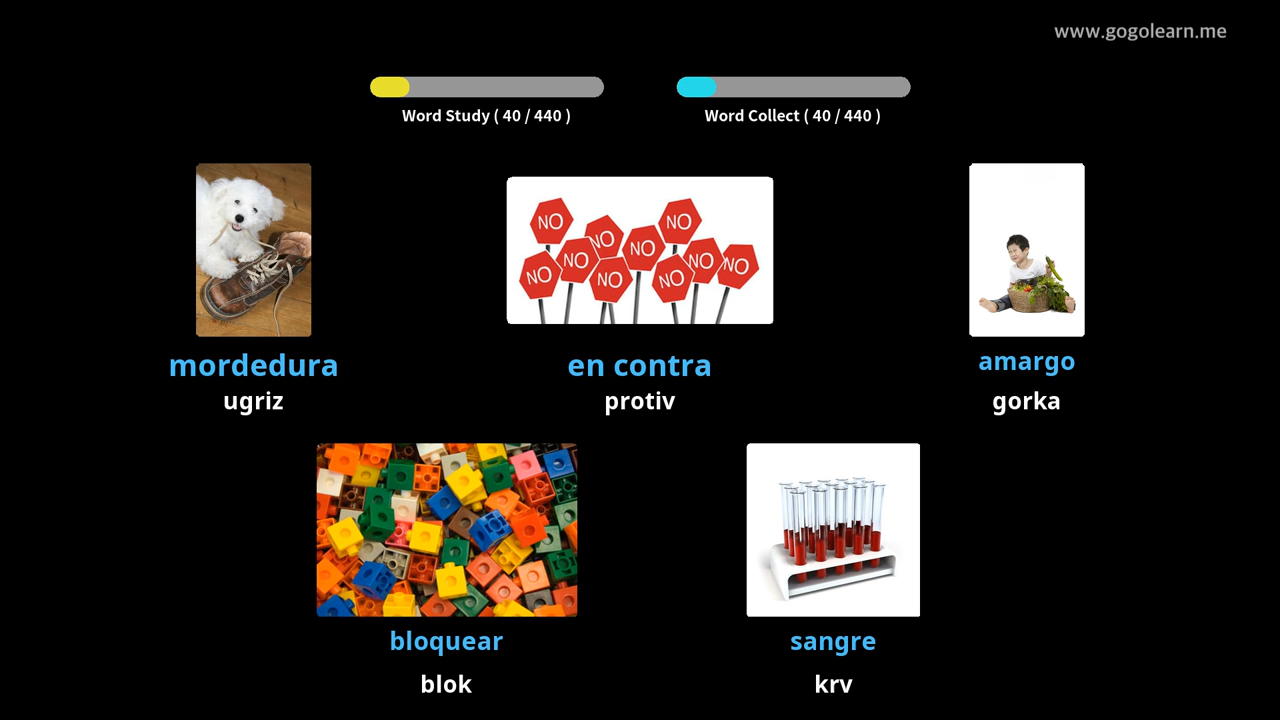 www.gogolearn.me
Word Study ( 40 / 440 )
Word Collect ( 40 / 440 )
NO
NO
NO
NO
NO
NO
NO
NO
NO
NO
mordedura
ugriz
en contra
protiv
amargo
gorka
bloquear
blok
sangre
krv